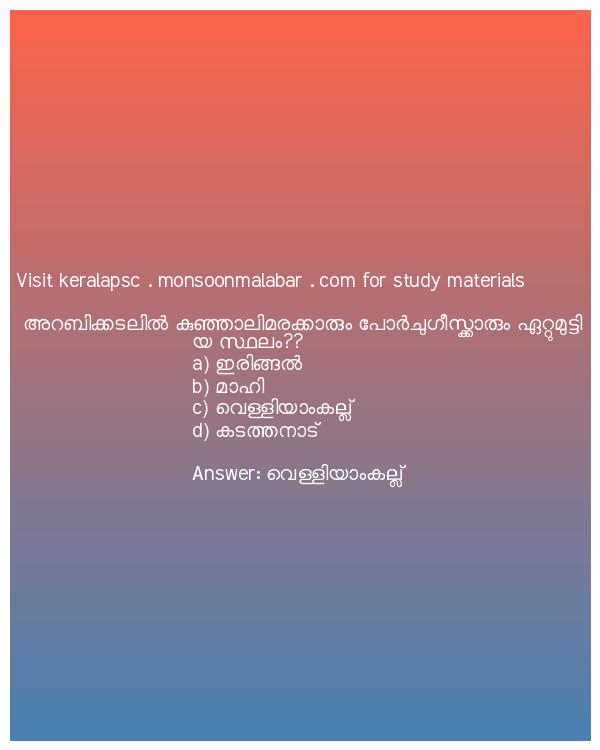 Visit keralapsc . monsoonmalabar . com for study materials
അറബിക്കടലിൽ കുഞ്ഞാലിമരക്കാരും പോർചുഗീസ്ക്കാരും ഏറ്റുമുട്ടി
യ സ്ഥലം??
a) ഇരിങ്ങൽ
b) മാഹി
c) വെള്ളിയാംകല്ല്
d) കടത്തനാട്
Answer: വെള്ളിയാംകല്ല്